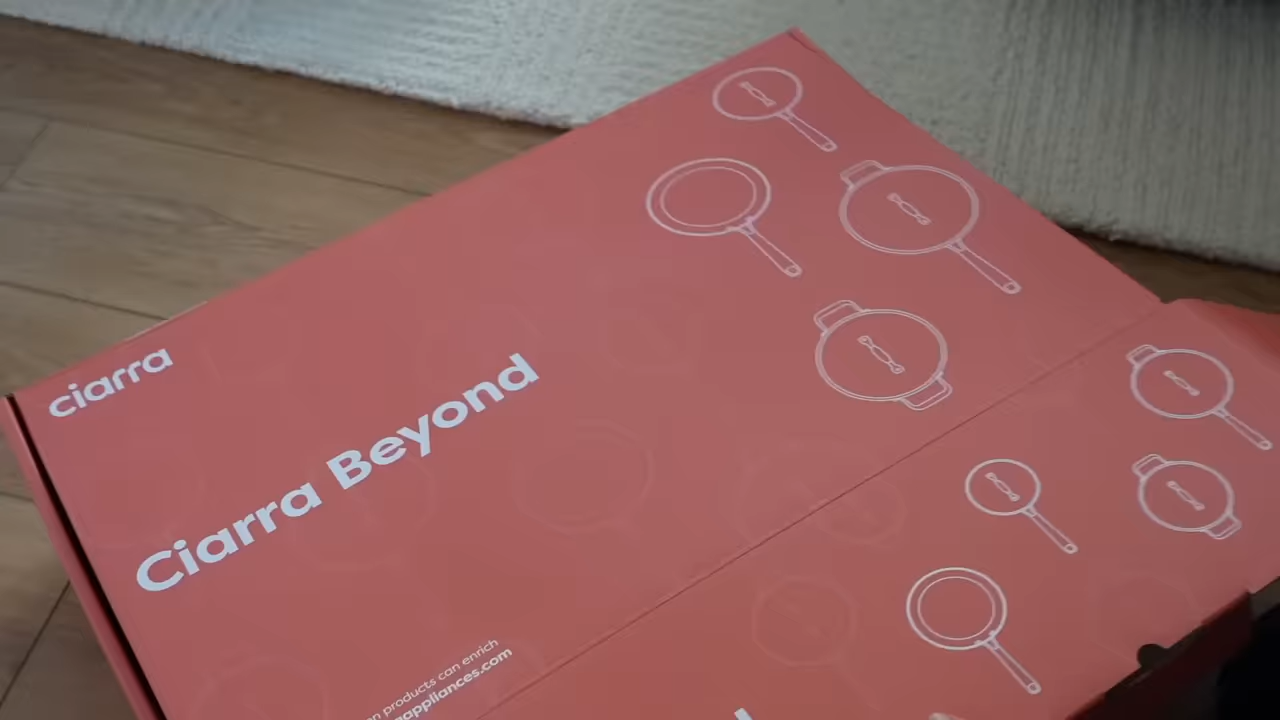 ciarra
Ciarra Beyond
products can enrich
appliances.com